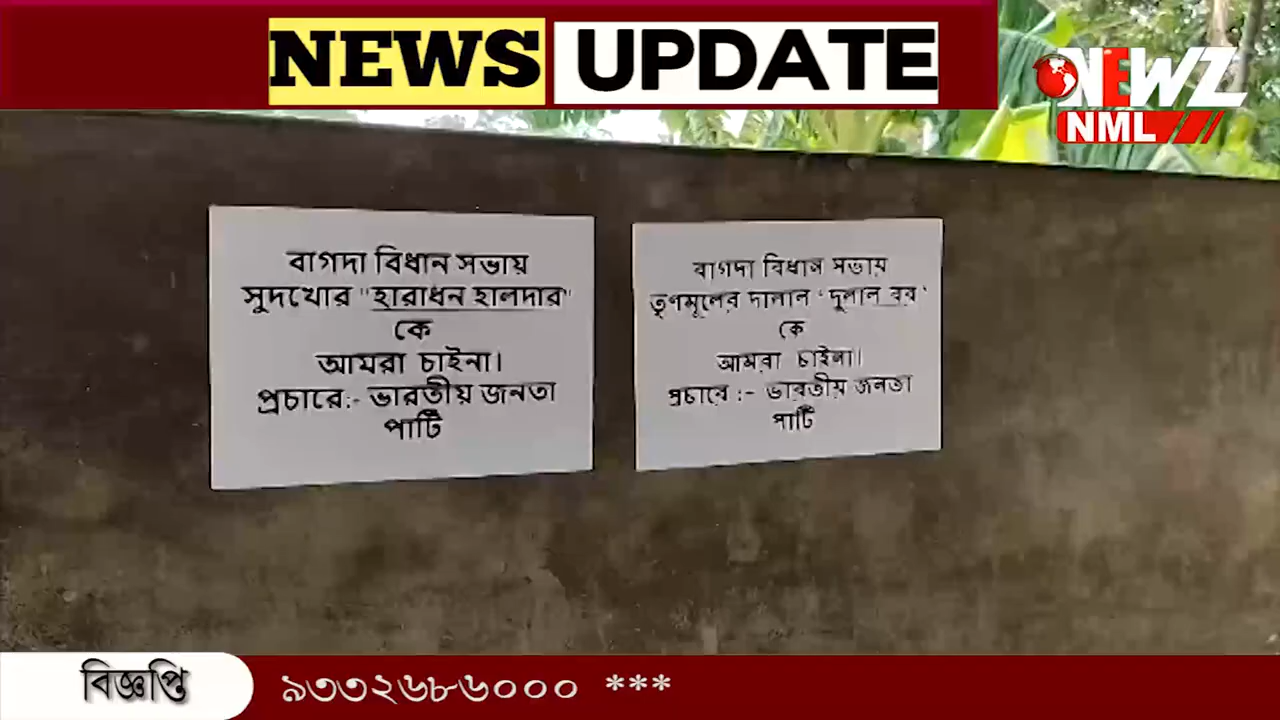 NEWS UPDATE
NEWZ
NML
বাগদা বিধান সভায়
সুদখোর "হারাধন হালদার"
কে
আমরা চাইনা।
প্রচারে:- ভারতীয় জনতা
পার্টি
বাগদা বিধান সভায়
তৃণমূলের দালাল 'দুলাল বর'
কে
আমরা চাইনা।
প্রচারে :- ভারতীয় জনতা
পার্টি
বিজ্ঞপ্তি
৯৩৩২৬৮৬০০০ ***